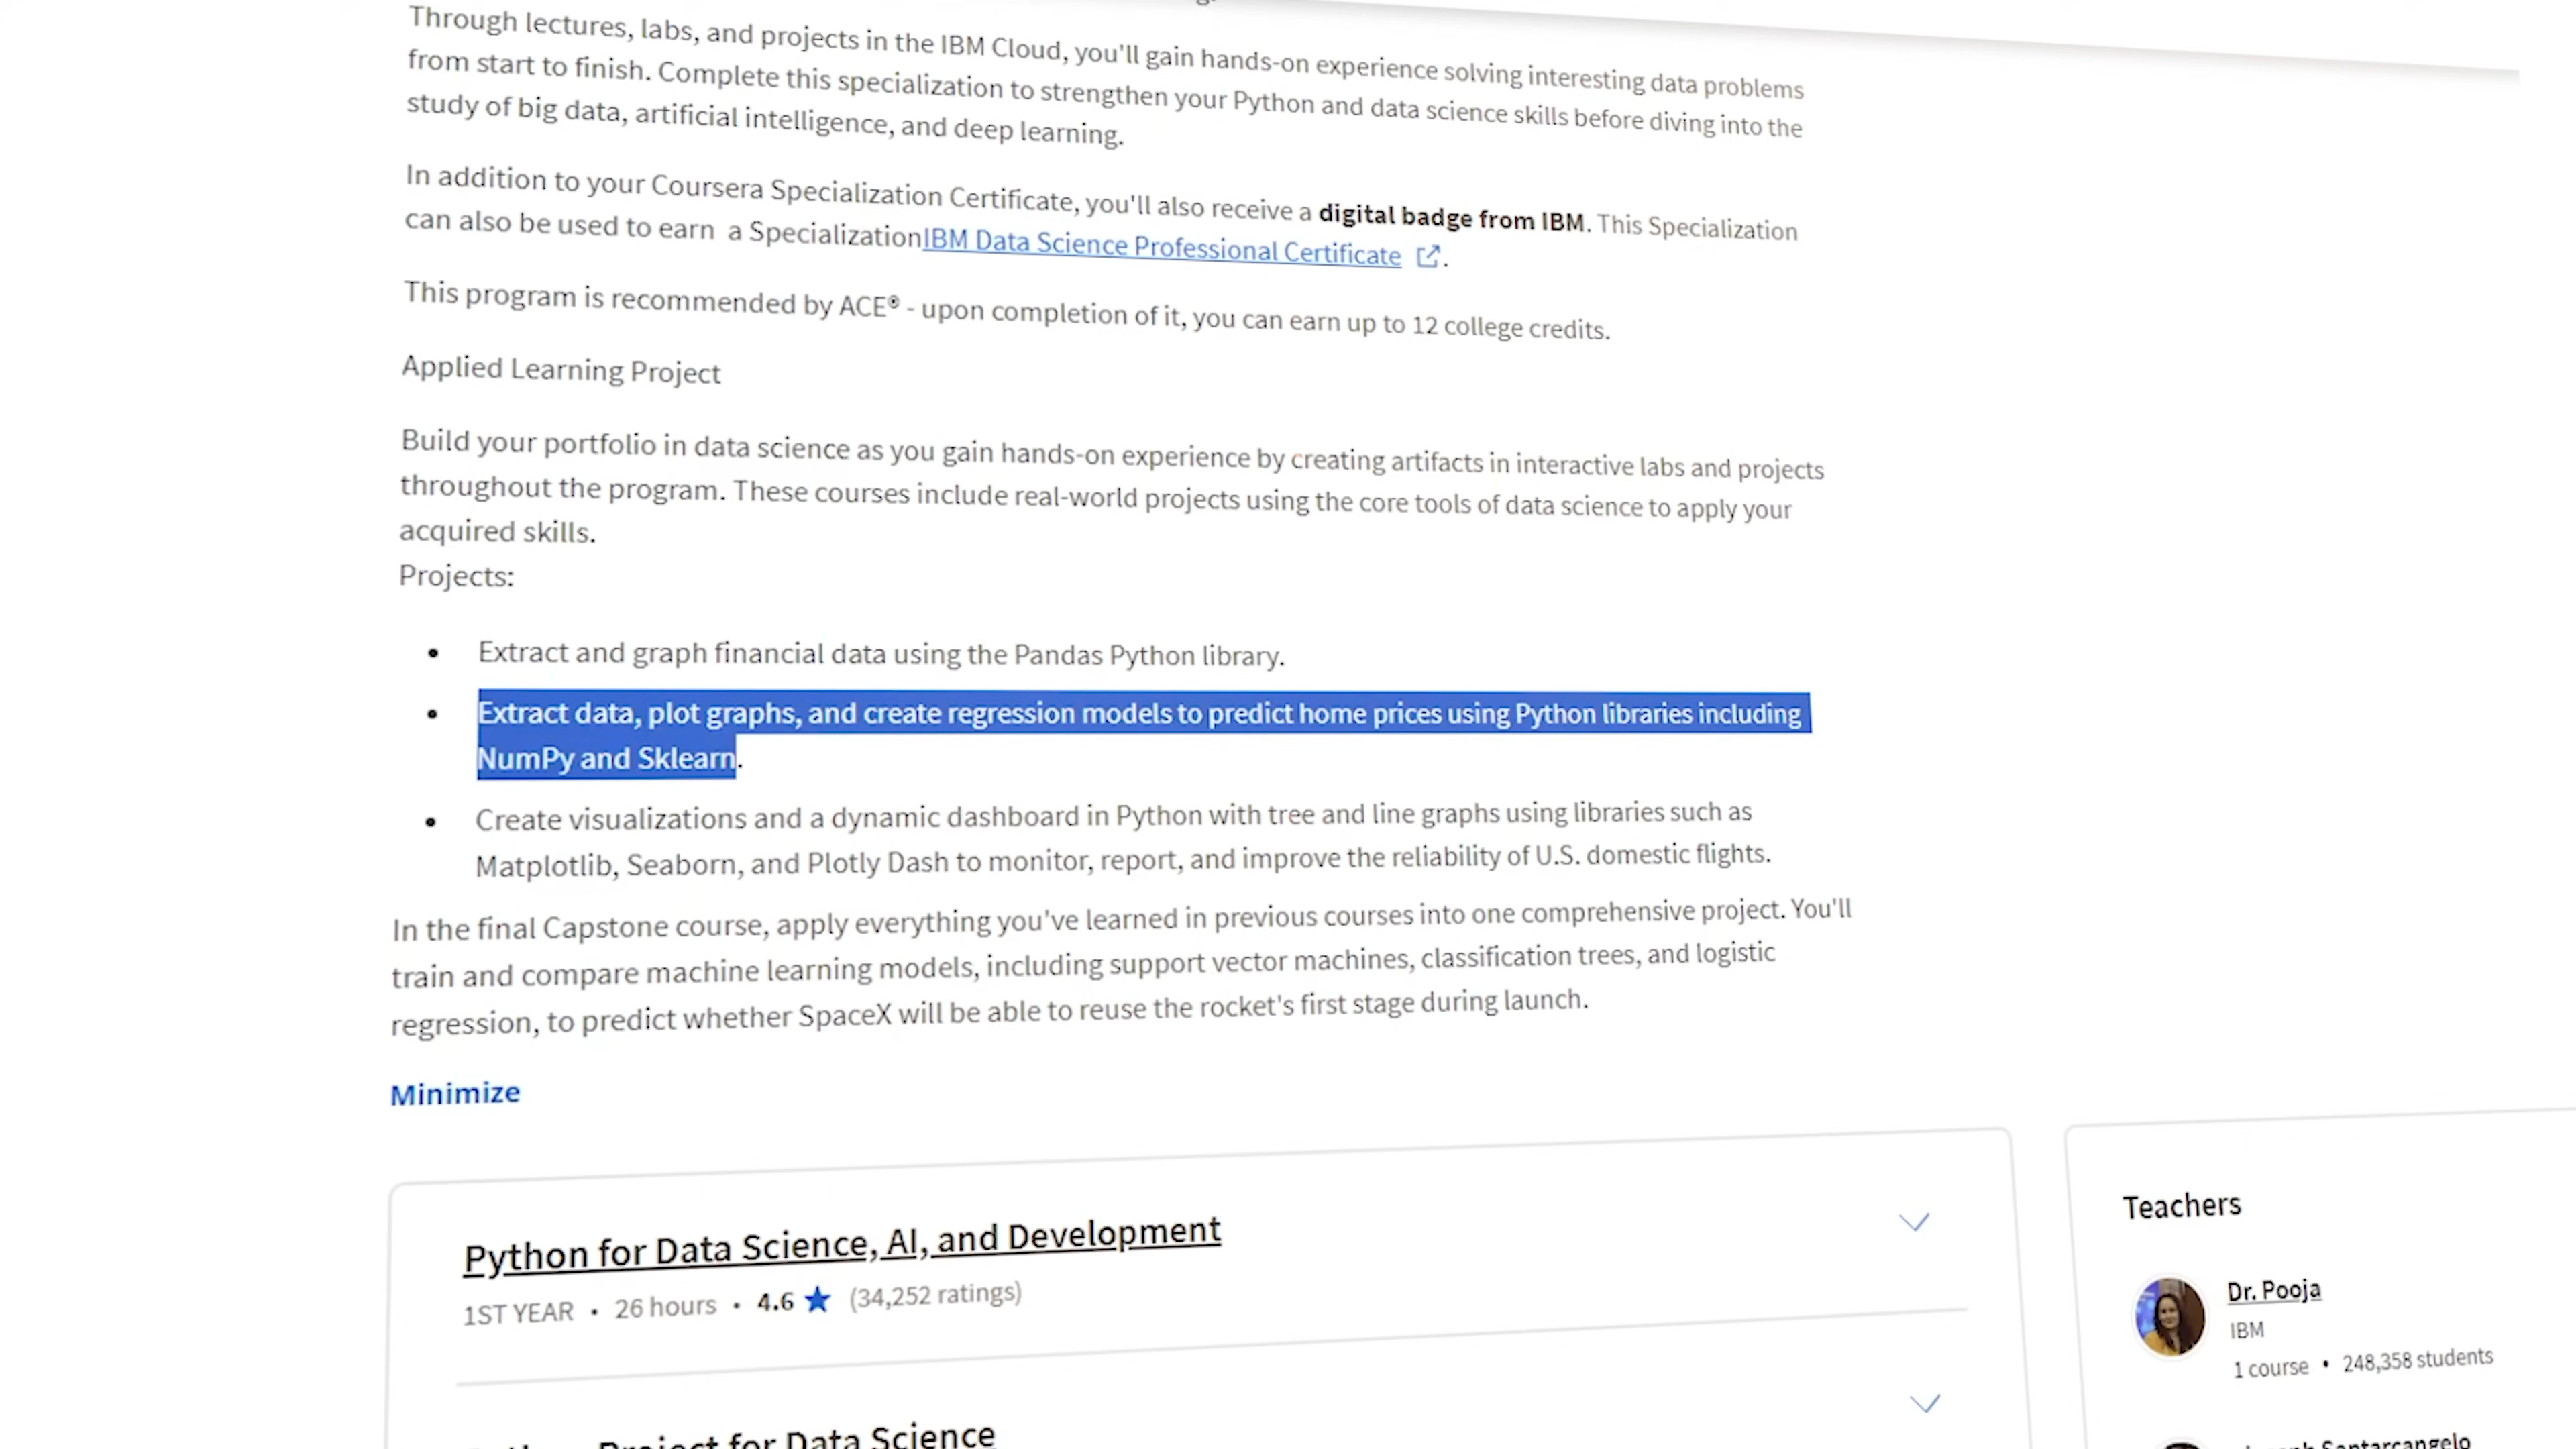 Through lectures, labs, and projects in the IBM Cloud, you'll gain hands-on experience solving interesting data problems
from start to finish. Complete this specialization to strengthen your Python and data science skills before diving into the
study of big data, artificial intelligence, and deep learning.
In addition to your Coursera Specialization Certificate, you'll also receive a digital badge from IBM. This Specialization
can also be used to earn a SpecializationIBM Data Science Professional Certificate .
This program is recommended by ACE® - upon completion of it, you can earn up to 12 college credits.
Applied Learning Project
Build your portfolio in data science as you gain hands-on experience by creating artifacts in interactive labs and projects
throughout the program. These courses include real-world projects using the core tools of data science to apply your
acquired skills.
Projects:
• Extract and graph financial data using the Pandas Python library.
• Extract data, plot graphs, and create regression models to predict home prices using Python libraries including
NumPy and Sklearn.
• Create visualizations and a dynamic dashboard in Python with tree and line graphs using libraries such as
Matplotlib, Seaborn, and Plotly Dash to monitor, report, and improve the reliability of U.S. domestic flights.
In the final Capstone course, apply everything you've learned in previous courses into one comprehensive project. You'll
train and compare machine learning models, including support vector machines, classification trees, and logistic
regression, to predict whether SpaceX will be able to reuse the rocket's first stage during launch.
Minimize
Python for Data Science, AI, and Development
1ST YEAR • 26 hours • 4.6 ★ (34,252 ratings)
Project for Data Science
Teachers
Dr. Pooja
IBM
1 course • 248,358 students
Santarcangelo